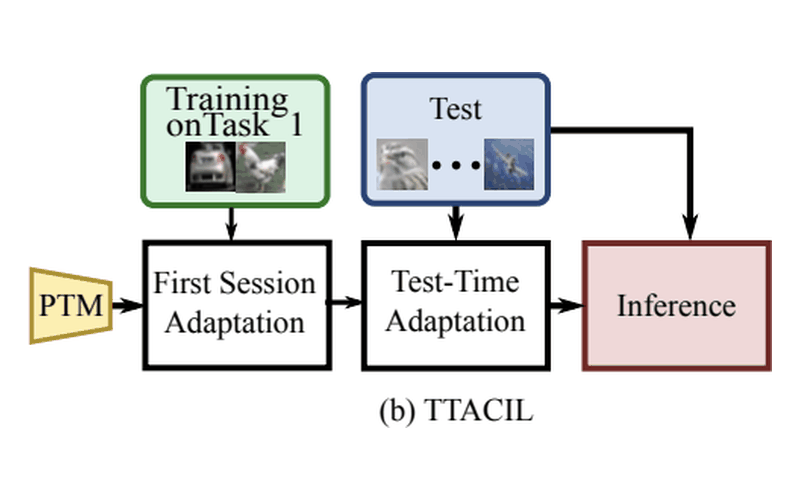 Training
onTask 1
Test
PTM
First Session
Adaptation
Test-Time
Adaptation
Inference
(b) TTACIL